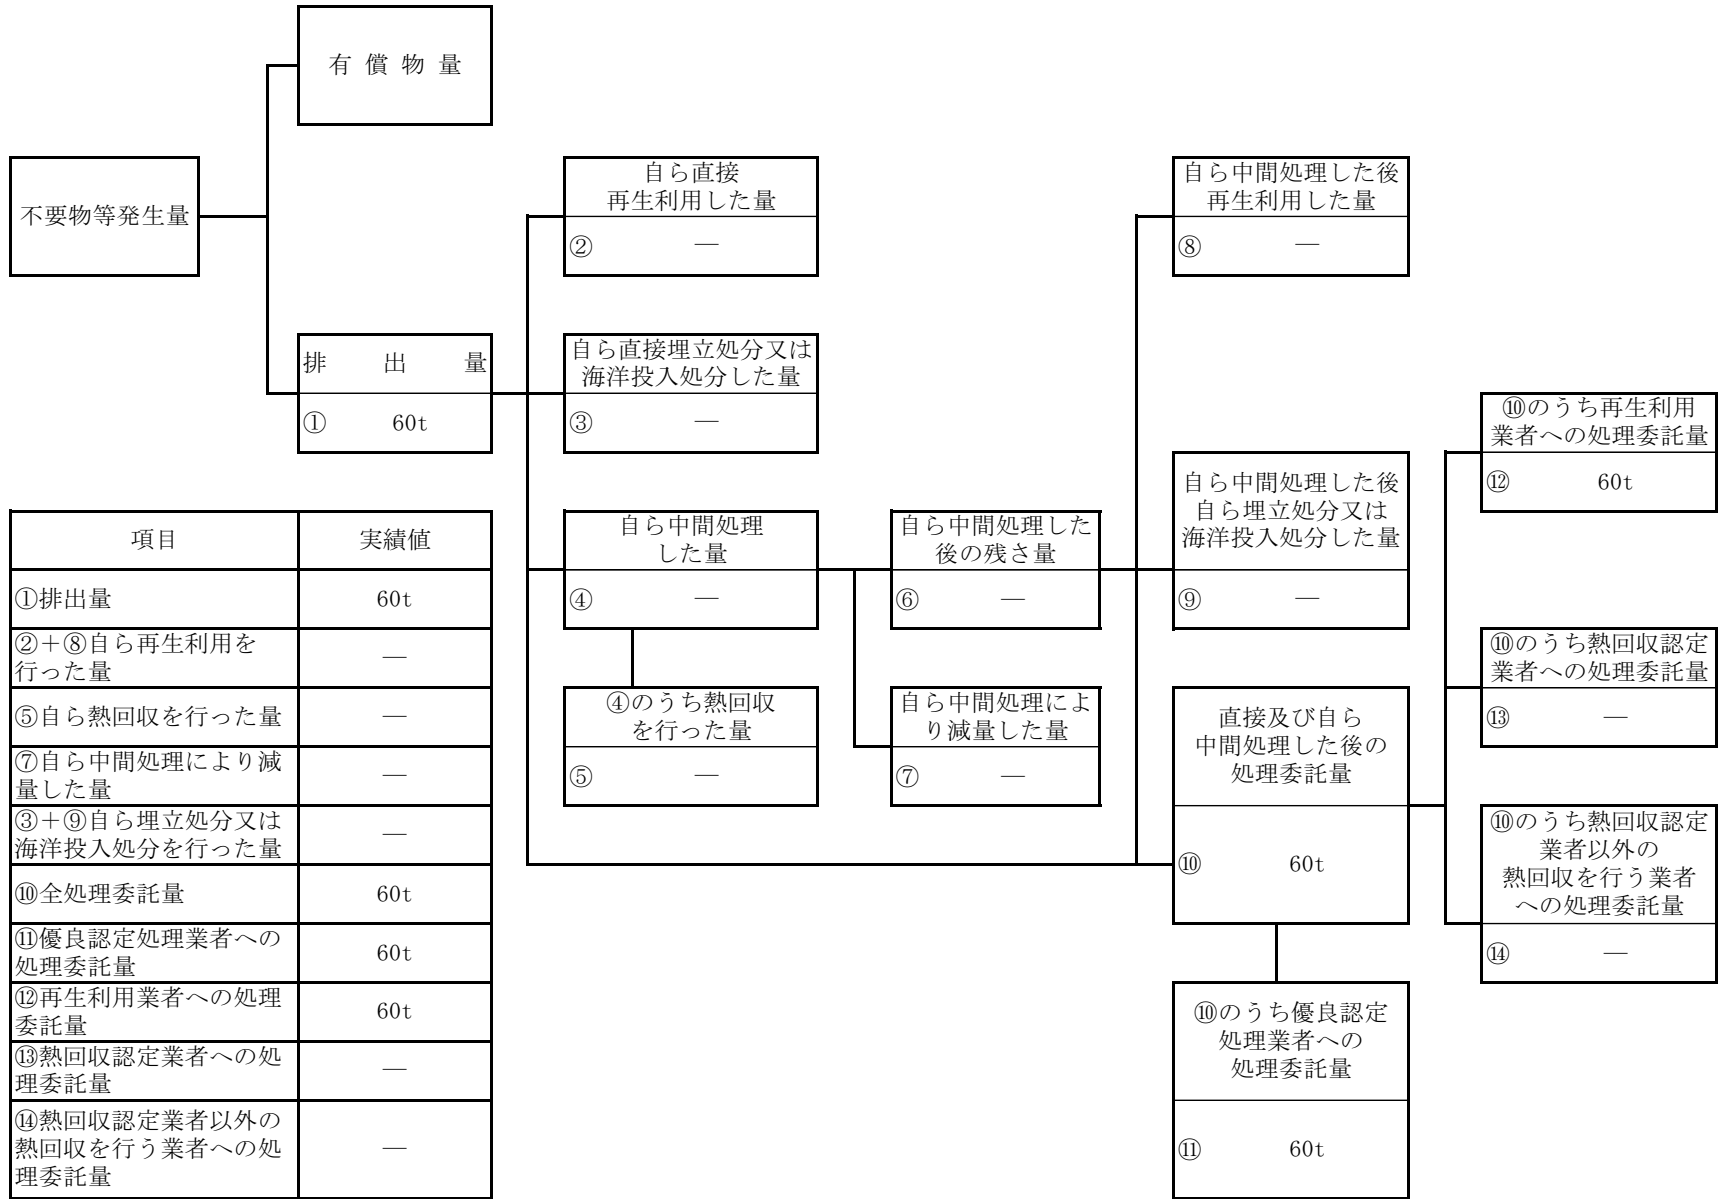 有償物量
不要物等発生量
自ら直接
再生利用した量
② ―
自ら中間処理した後
再生利用した量
⑧ ―
排出量
① 60t
自ら直接埋立処分又は
海洋投入処分した量
③ ―
⑩のうち再生利用
業者への処理委託量
⑫ 60t
自ら中間処理した後
自ら埋立処分又は
海洋投入処分した量
⑨ ―
自ら中間処理
した量
④ ―
自ら中間処理した
後の残さ量
⑥ ―
⑩のうち熱回収認定
業者への処理委託量
⑬ ―
④のうち熱回収
を行った量
⑤ ―
自ら中間処理によ
り減量した量
⑦ ―
直接及び自ら
中間処理した後の
処理委託量
⑩ 60t
⑩のうち熱回収認定
業者以外の
熱回収を行う業者
への処理委託量
⑭ ―
⑩のうち優良認定
処理業者への
処理委託量
⑪ 60t
項目 実績値
①排出量 60t
②＋⑧自ら再生利用を
行った量 ―
⑤自ら熱回収を行った量 ―
⑦自ら中間処理により減
量した量 ―
③＋⑨自ら埋立処分又は
海洋投入処分を行った量 ―
⑩全処理委託量 60t
⑪優良認定処理業者への
処理委託量 60t
⑫再生利用業者への処理
委託量 60t
⑬熱回収認定業者への処
理委託量 ―
⑭熱回収認定業者以外の
熱回収を行う業者への処
理委託量 ―